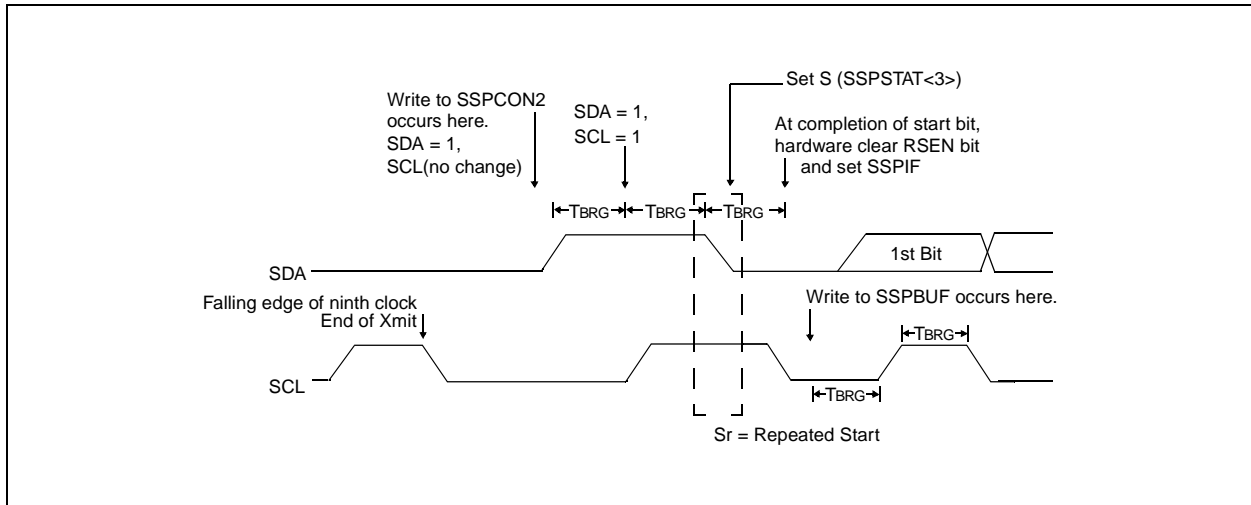 Set S (SSPSTAT<3>)
Write to SSPCON2
occurs here.
SDA = 1,
SCL(no change)
SDA = 1,
SCL = 1
At completion of start bit,
hardware clear RSEN bit
and set SSPIF
TBRG
TBRG
TBRG
SDA
1st Bit
Falling edge of ninth clock
End of Xmit
Write to SSPBUF occurs here.
TBRG
SCL
TBRG
Sr = Repeated Start